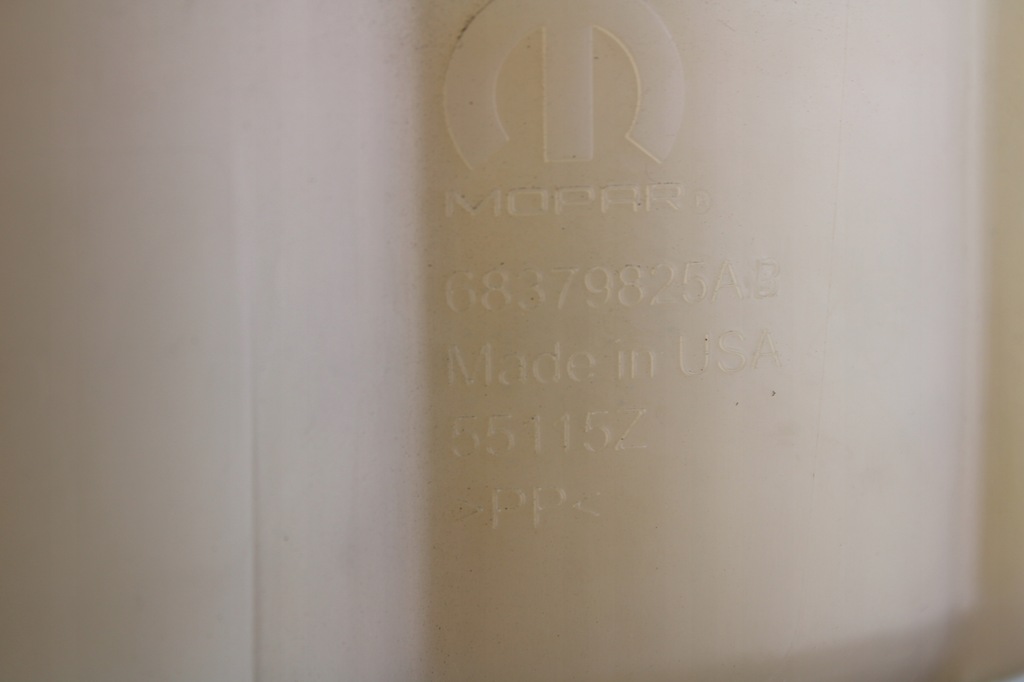 MOPAR®
68379825AB
Made in USA
55115Z
>PP<